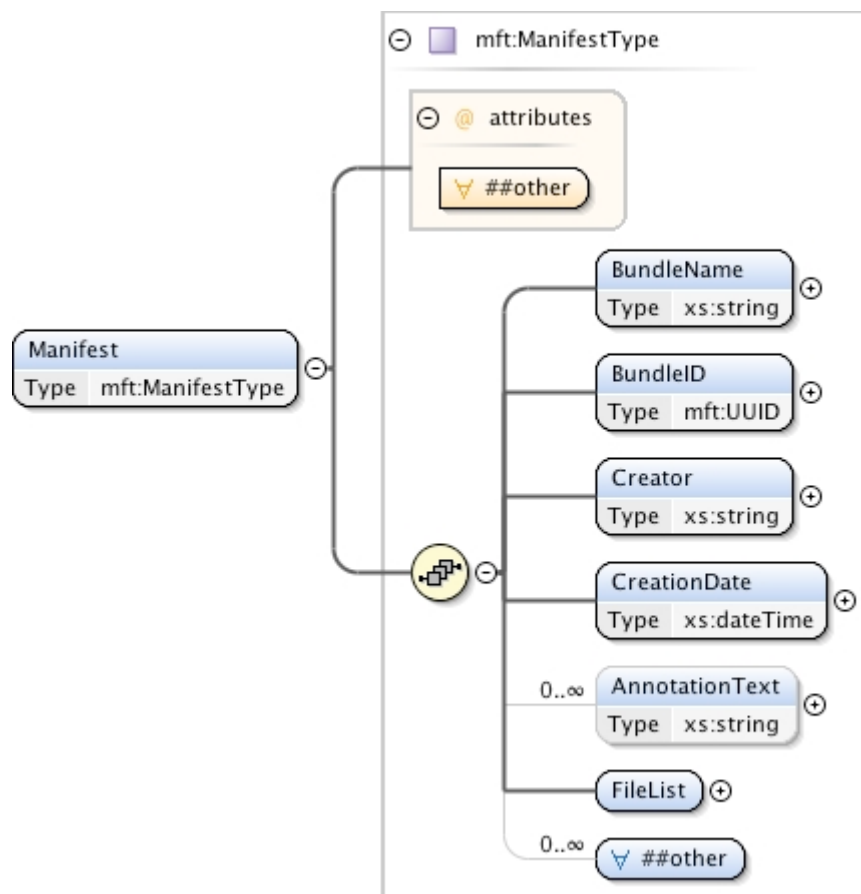 mft:ManifestType
@ attributes
∀ ##other
BundleName
Type xs:string
Manifest
Type mft:ManifestType
BundleID
Type mft:UUID
Creator
Type xs:string
CreationDate
Type xs:dateTime
0..∞
AnnotationText
Type xs:string
FileList
0..∞
∀ ##other